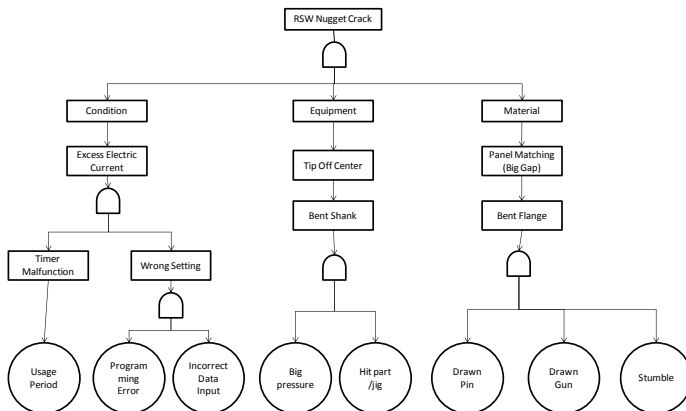 RSW Nugget Crack
Condition
Equipment
Material
Excess Electric
Current
Tip Off Center
Panel Matching
(Big Gap)
Bent Shank
Bent Flange
Timer
Malfunction
Wrong Setting
Usage
Period
Program
ming
Error
Incorrect
Data
Input
Big
pressure
Hit part
/jig
Drawn
Pin
Drawn
Gun
Stumble